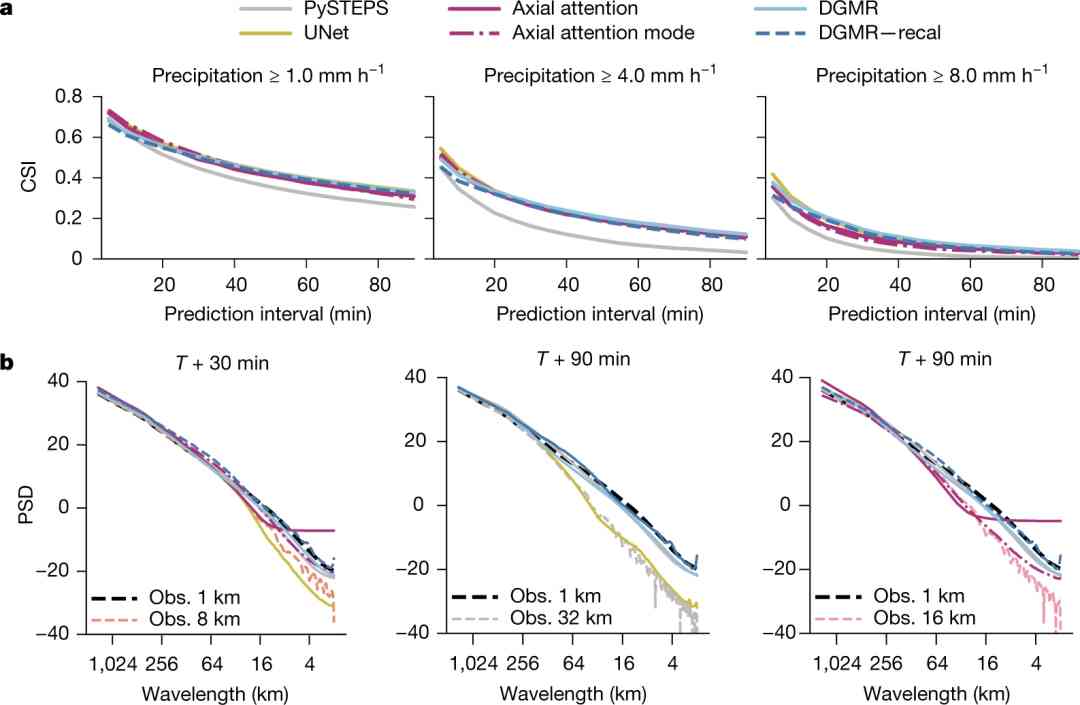 a
PySTEPS Axial attention DGMR
UNet Axial attention mode DGMR—recal
Precipitation ≥ 1.0 mm h⁻¹ Precipitation ≥ 4.0 mm h⁻¹ Precipitation ≥ 8.0 mm h⁻¹
CSI
0.8
0.6
0.4
0.2
0
20 40 60 80 20 40 60 80 20 40 60 80
Prediction interval (min) Prediction interval (min) Prediction interval (min)
b
T + 30 min T + 90 min T + 90 min
PSD
40 40 40
20 20 20
0 0 0
−20 −20 −20
−40 −40 −40
Obs. 1 km Obs. 1 km Obs. 1 km
Obs. 8 km Obs. 32 km Obs. 16 km
1,024 256 64 16 4 1,024 256 64 16 4 1,024 256 64 16 4
Wavelength (km) Wavelength (km) Wavelength (km)